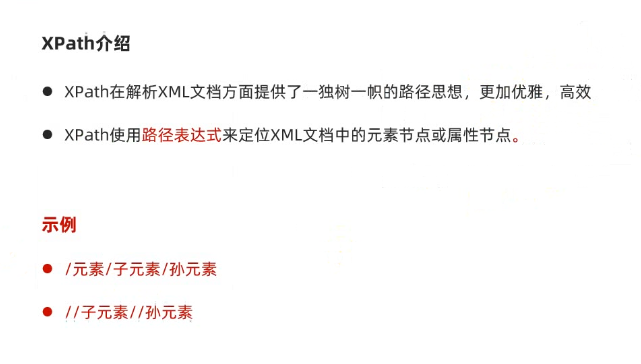 XPath介绍
● XPath在解析XML文档方面提供了一独树一帜的路径思想，更加优雅，高效
● XPath使用路径表达式来定位XML文档中的元素节点或属性节点。
示例
● /元素/子元素/孙元素
● //子元素//孙元素